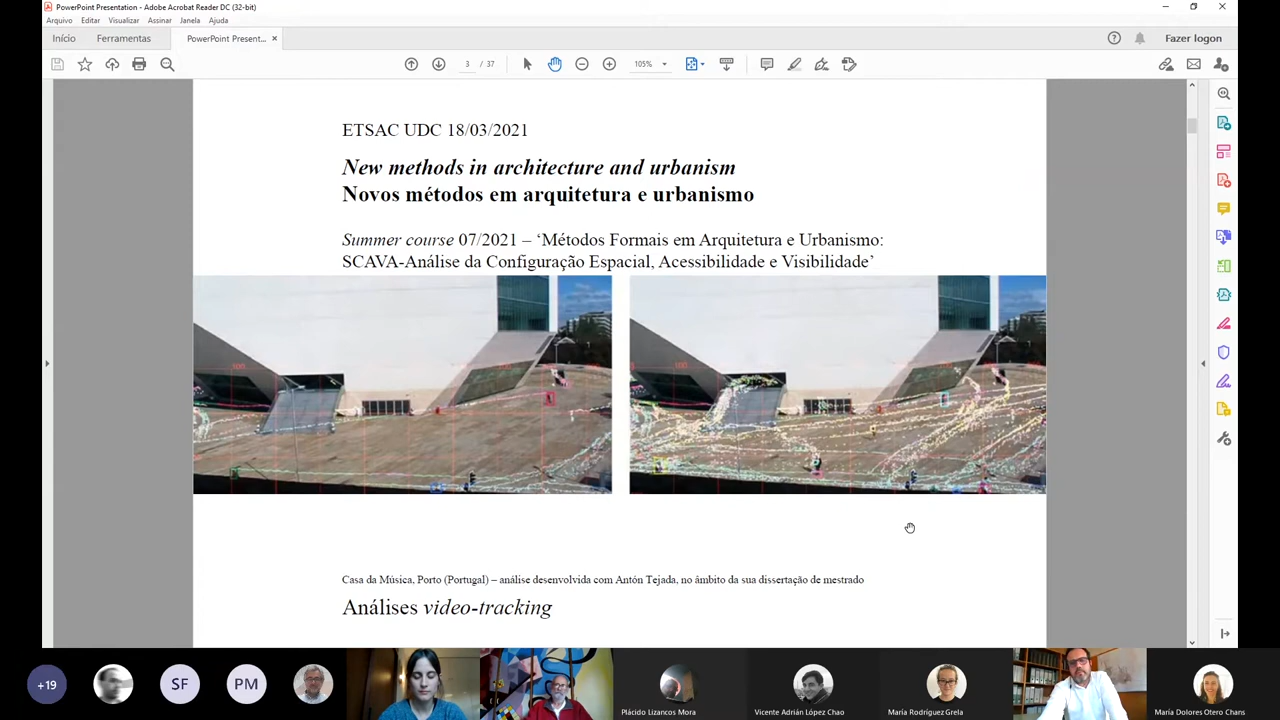 PowerPoint Presentation - Adobe Acrobat Reader DC (32-bit)
Arquivo Editar Visualizar Assinar Janela Ajuda
Início Ferramentas PowerPoint Present... Fazer logon
3 / 37 105%
ETSAC UDC 18/03/2021
New methods in architecture and urbanism
Novos métodos em arquitetura e urbanismo
Summer course 07/2021 – ‘Métodos Formais em Arquitetura e Urbanismo:
SCAVA-Análise da Configuração Espacial, Acessibilidade e Visibilidade’
Casa da Música, Porto (Portugal) – análise desenvolvida com Antón Tejada, no âmbito da sua dissertação de mestrado
Análises video-tracking
+19 SF PM
Plácido Lizancos Mora Vicente Adrián López Chao María Rodríguez Grela María Dolores Otero Chans